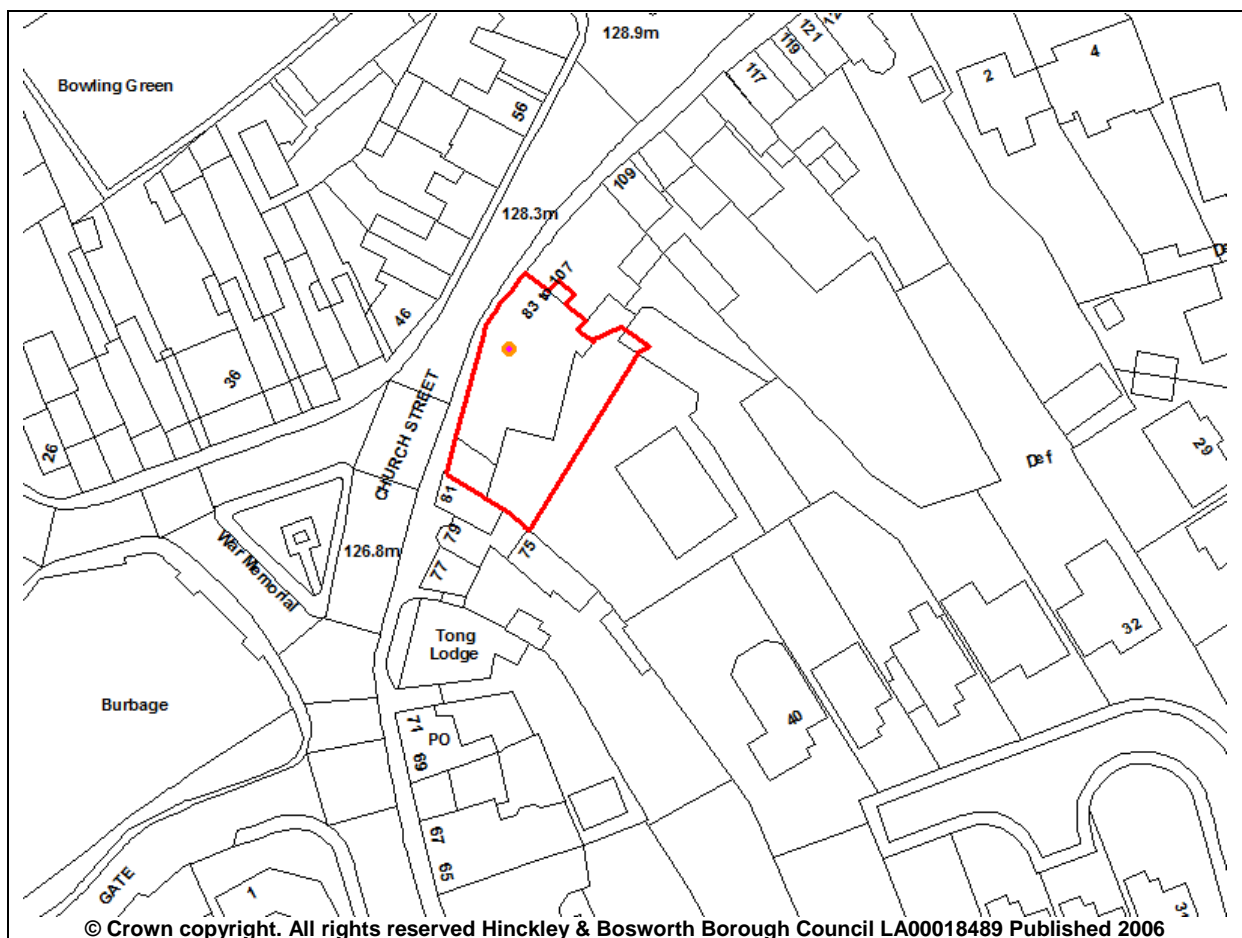 128.9m
121
119
117
4
2
Bowling Green
56
109
128.3m
83 to 107
46
36
26
CHURCH STREET
29
Def
81
79
77
75
126.8m
War Memorial
Tong
Lodge
32
40
Burbage
71
PO
69
67
65
GATE
1
© Crown copyright. All rights reserved Hinckley & Bosworth Borough Council LA00018489 Published 2006